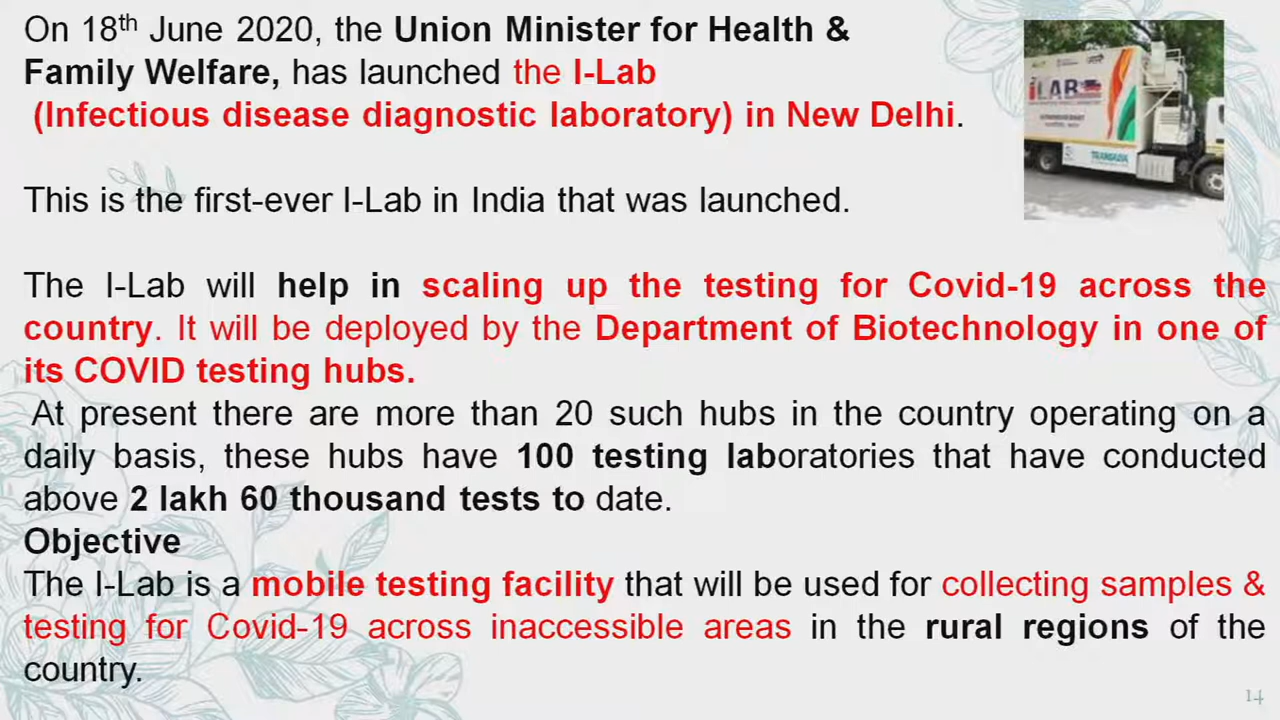 On 18th June 2020, the Union Minister for Health &
Family Welfare, has launched the I-Lab
(Infectious disease diagnostic laboratory) in New Delhi.
iLAB
This is the first-ever I-Lab in India that was launched.
The I-Lab will help in scaling up the testing for Covid-19 across the
country. It will be deployed by the Department of Biotechnology in one of
its COVID testing hubs.
At present there are more than 20 such hubs in the country operating on a
daily basis, these hubs have 100 testing laboratories that have conducted
above 2 lakh 60 thousand tests to date.
Objective
The I-Lab is a mobile testing facility that will be used for collecting samples &
testing for Covid-19 across inaccessible areas in the rural regions of the
country.
14